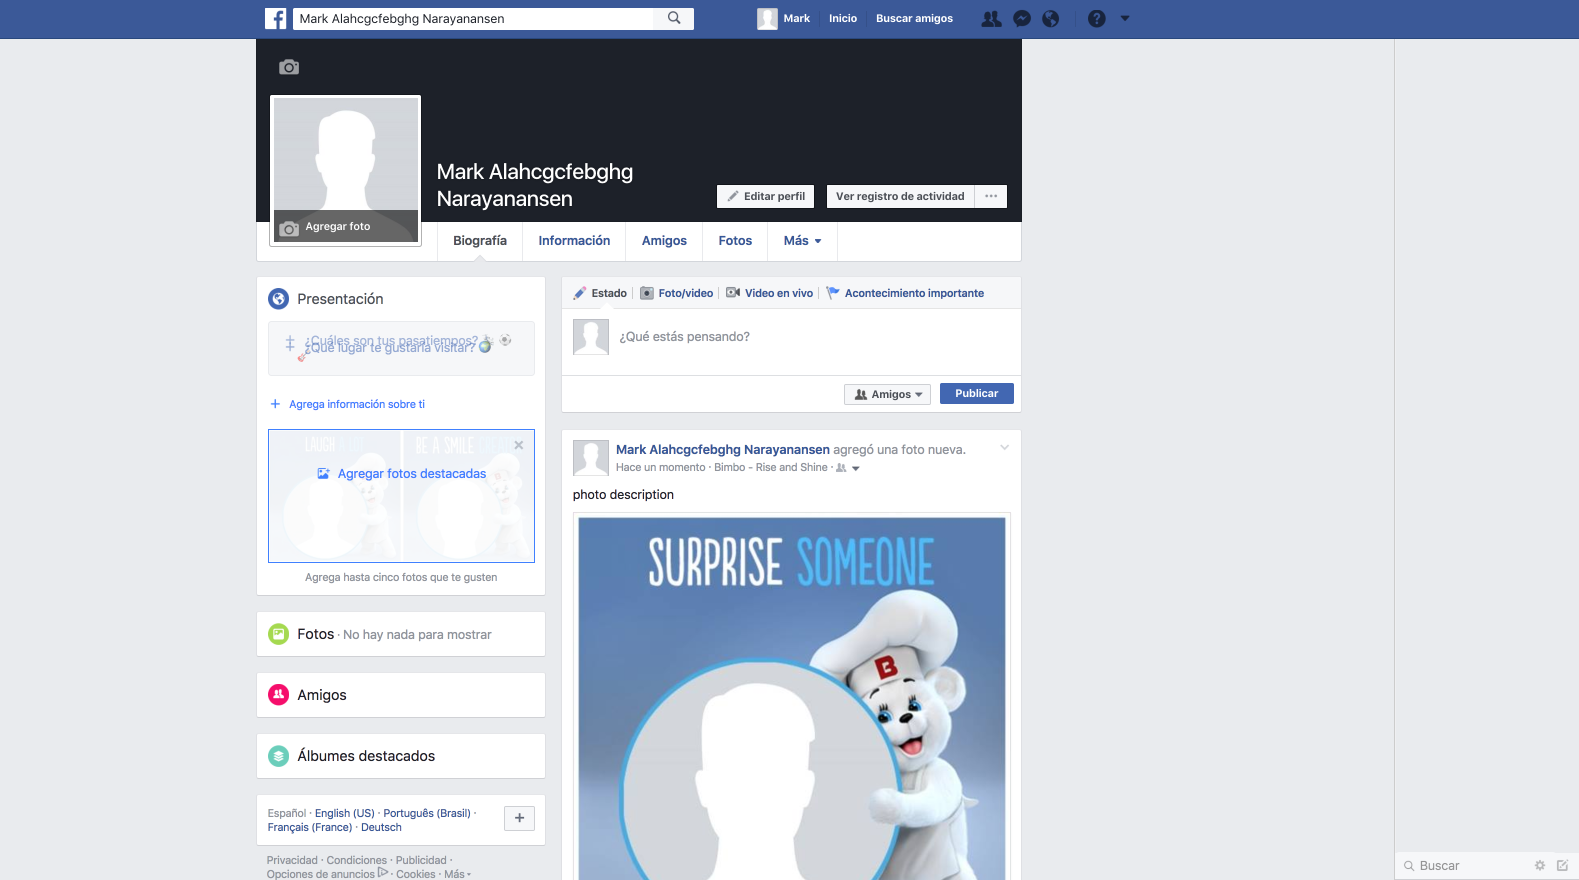 Mark Alahcgcfebghg Narayanansen
Mark
Inicio
Buscar amigos
Mark Alahcgcfebghg
Narayanansen
Editar perfil
Ver registro de actividad
Agregar foto
Biografía
Información
Amigos
Fotos
Más
Presentación
¿Cuáles son tus pasatiempos?
¿Qué lugar te gustaría visitar?
+ Agrega información sobre ti
LAUGH
BE A SMILE
Agregar fotos destacadas
Agrega hasta cinco fotos que te gusten
Fotos · No hay nada para mostrar
Amigos
Álbumes destacados
Español · English (US) · Português (Brasil) ·
Français (France) · Deutsch
Privacidad · Condiciones · Publicidad ·
Opciones de anuncios · Cookies · Más
Estado
Foto/video
Video en vivo
Acontecimiento importante
¿Qué estás pensando?
Amigos
Publicar
Mark Alahcgcfebghg Narayanansen agregó una foto nueva.
Hace un momento · Bimbo - Rise and Shine ·
photo description
SURPRISE SOMEONE
B
Buscar